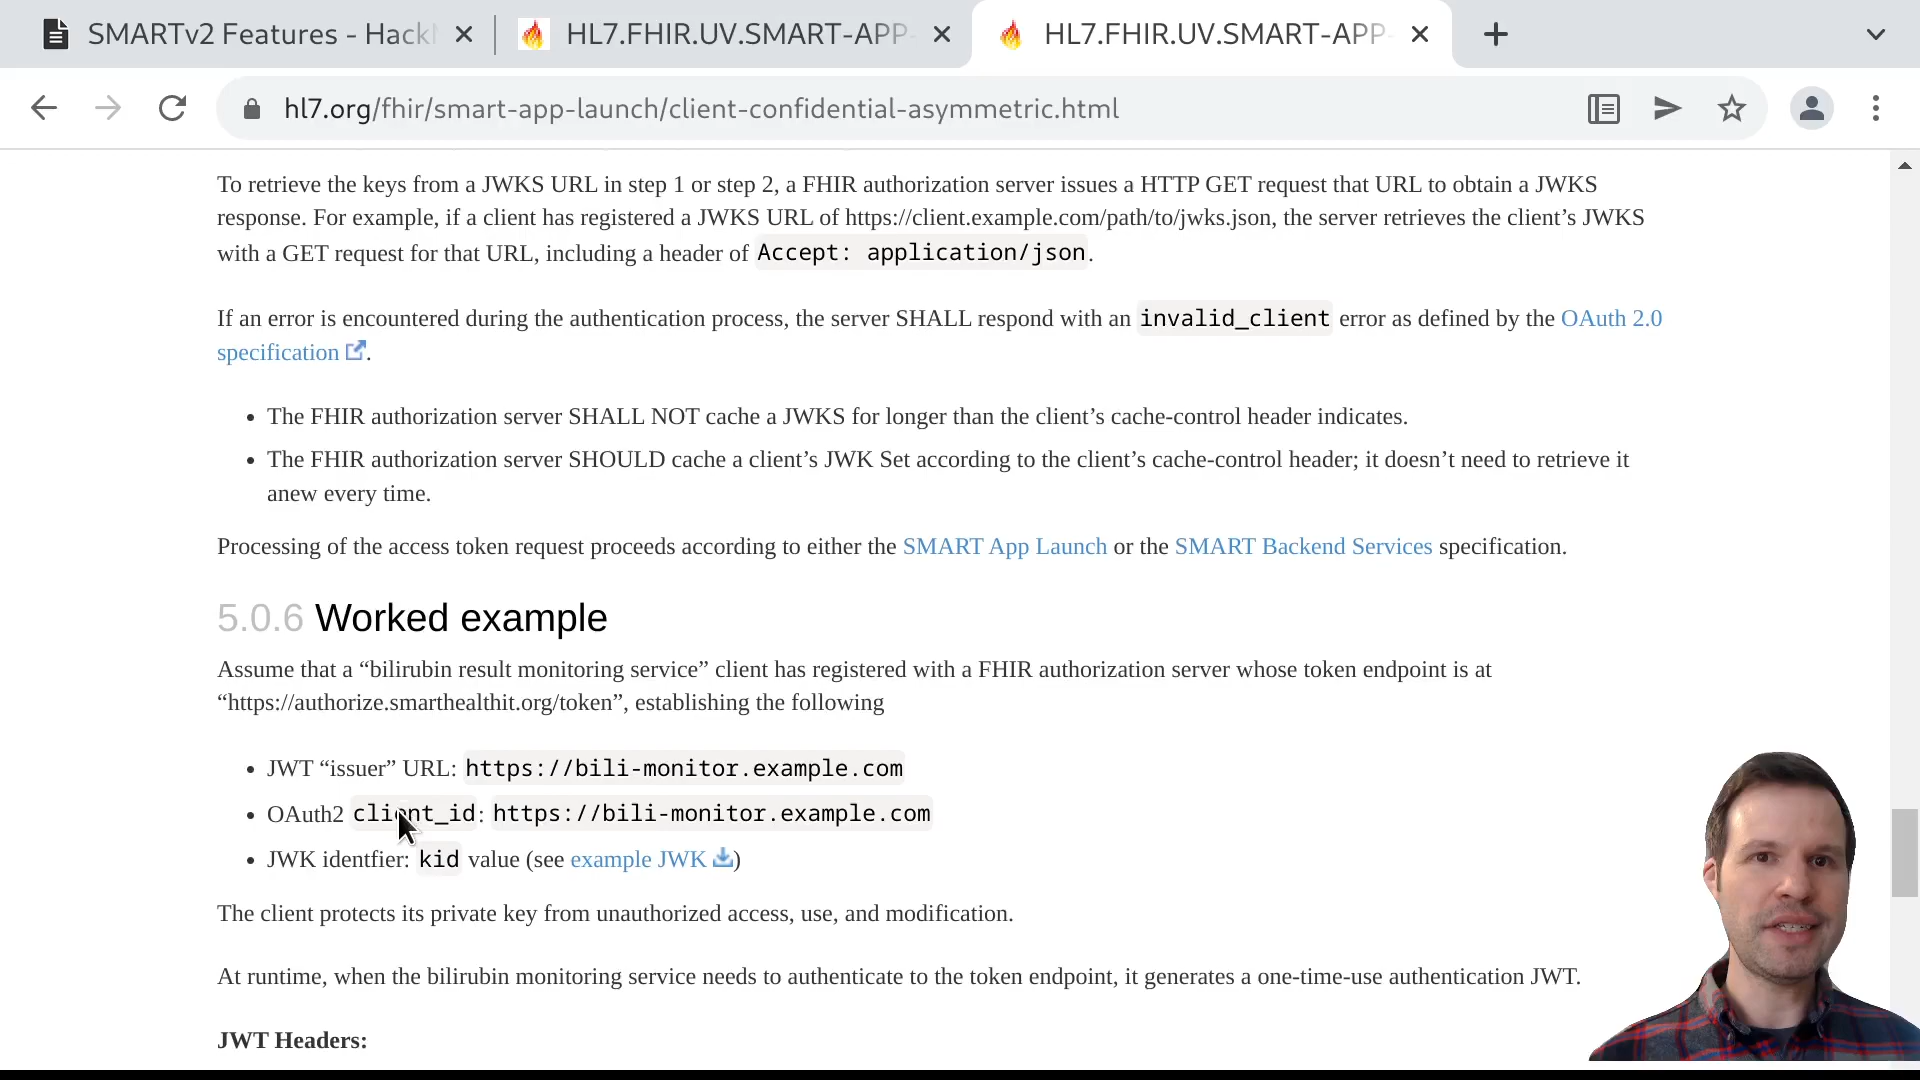 SMARTv2 Features - Hack
HL7.FHIR.UV.SMART-APP-
HL7.FHIR.UV.SMART-APP-
hl7.org/fhir/smart-app-launch/client-confidential-asymmetric.html
To retrieve the keys from a JWKS URL in step 1 or step 2, a FHIR authorization server issues a HTTP GET request that URL to obtain a JWKS
response. For example, if a client has registered a JWKS URL of https://client.example.com/path/to/jwks.json, the server retrieves the client’s JWKS
with a GET request for that URL, including a header of Accept: application/json.
If an error is encountered during the authentication process, the server SHALL respond with an invalid_client error as defined by the OAuth 2.0
specification.
• The FHIR authorization server SHALL NOT cache a JWKS for longer than the client’s cache-control header indicates.
• The FHIR authorization server SHOULD cache a client’s JWK Set according to the client’s cache-control header; it doesn’t need to retrieve it
anew every time.
Processing of the access token request proceeds according to either the SMART App Launch or the SMART Backend Services specification.
5.0.6 Worked example
Assume that a “bilirubin result monitoring service” client has registered with a FHIR authorization server whose token endpoint is at
“https://authorize.smarthealthit.org/token”, establishing the following
• JWT “issuer” URL: https://bili-monitor.example.com
• OAuth2 client_id: https://bili-monitor.example.com
• JWK identfier: kid value (see example JWK)
The client protects its private key from unauthorized access, use, and modification.
At runtime, when the bilirubin monitoring service needs to authenticate to the token endpoint, it generates a one-time-use authentication JWT.
JWT Headers: